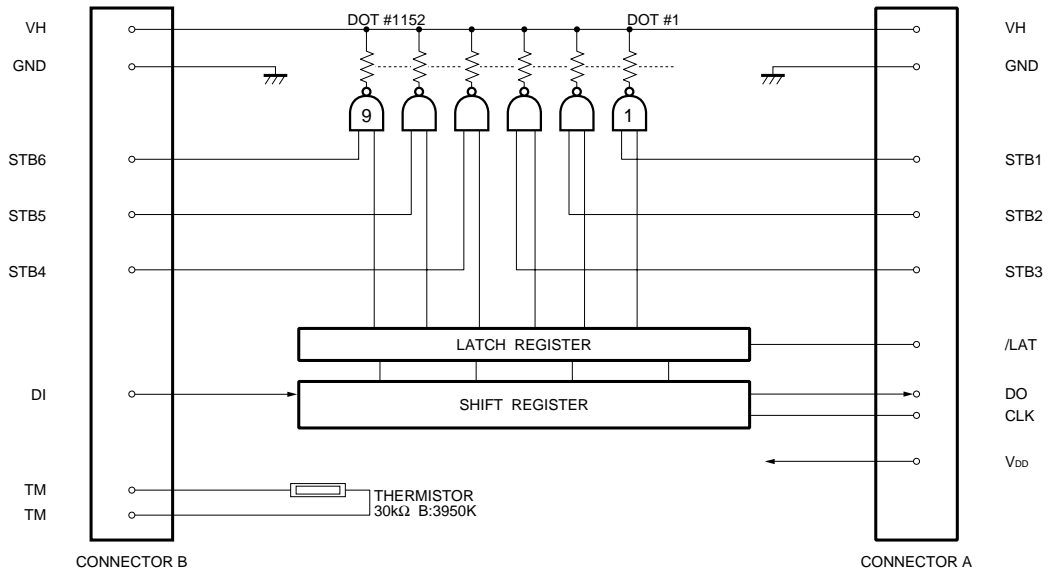 VH DOT #1152 DOT #1 VH
GND GND
9 1
STB6 STB1
STB5 STB2
STB4 STB3
LATCH REGISTER /LAT
DI SHIFT REGISTER DO
CLK
VDD
TM THERMISTOR
TM 30kΩ B:3950K
CONNECTOR B CONNECTOR A